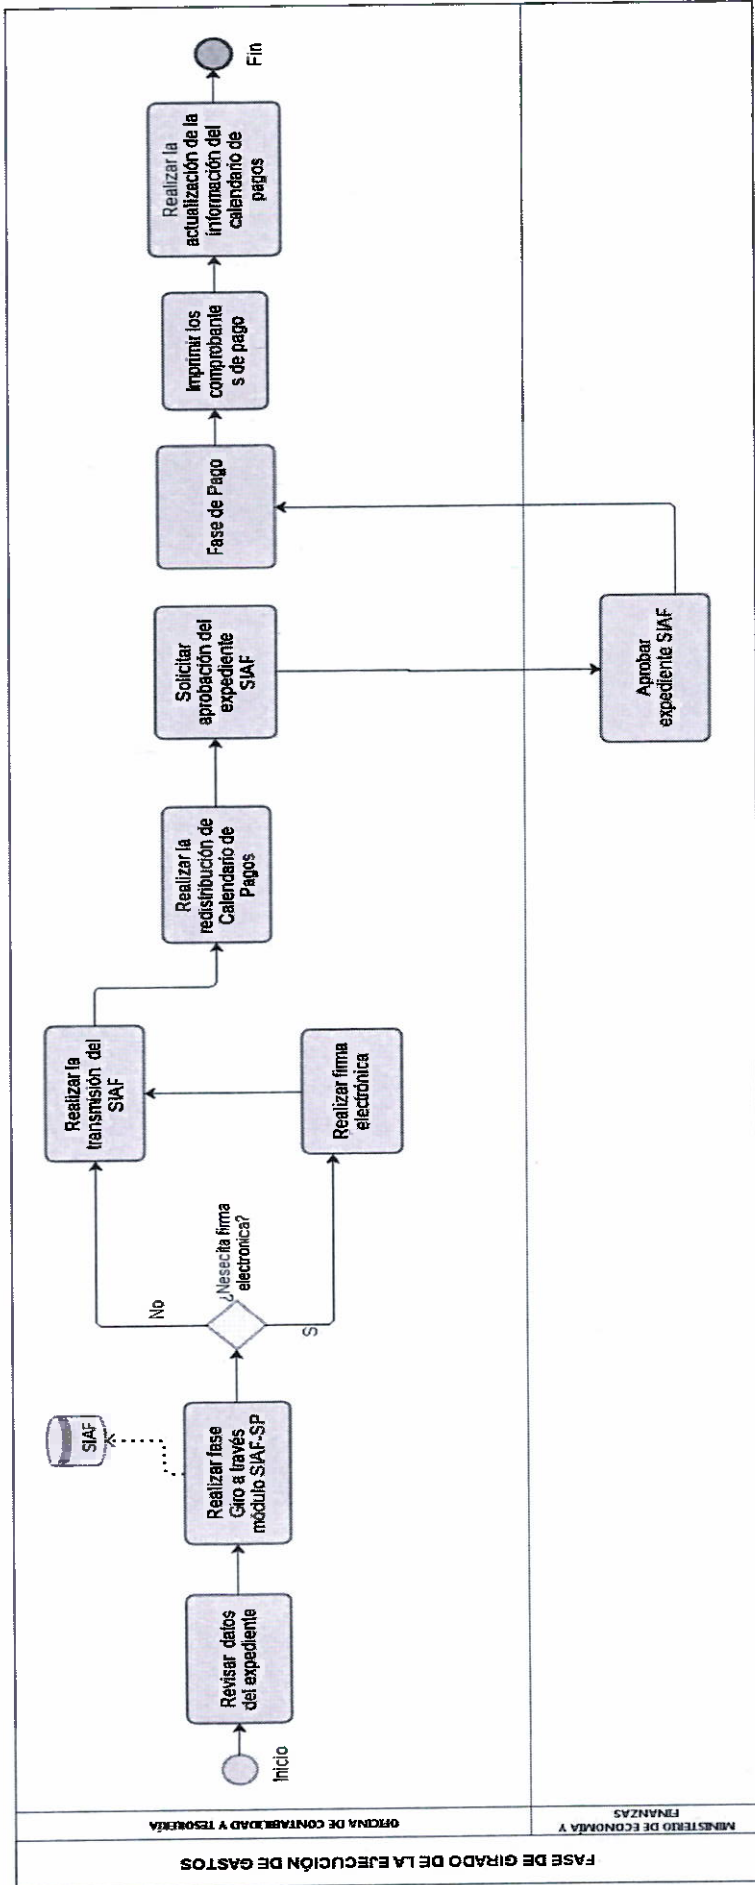 FASE DE GIRADO DE LA EJECUCIÓN DE GASTOS
OFICINA DE CONTABILIDAD Y TESORERÍA
MINISTERIO DE ECONOMÍA Y
FINANZAS
Inicio
Revisar datos
del expediente
Realizar fase
Giro a través
módulo SIAF-SP
SIAF
¿Nesecita firma
electronica?
No
S
Realizar firma
electrónica
Realizar la
transmisión del
SIAF
Realizar la
redistribución de
Calendario de
Pagos
Solicitar
aprobación del
expediente
SIAF
Aprobar
expediente SIAF
Fase de Pago
Imprimir los
comprobante
s de pago
Realizar la
actualización de la
información del
calendario de
pagos
Fin